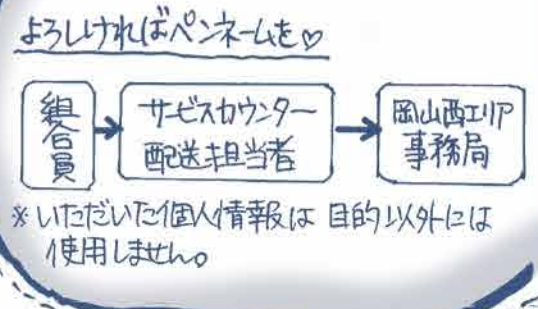 よろしければペンネームを♡
組合員 → サービスカウンター 配送担当者 → 岡山西エリア 事務局
※いただいた個人情報は目的以外には
使用しません。